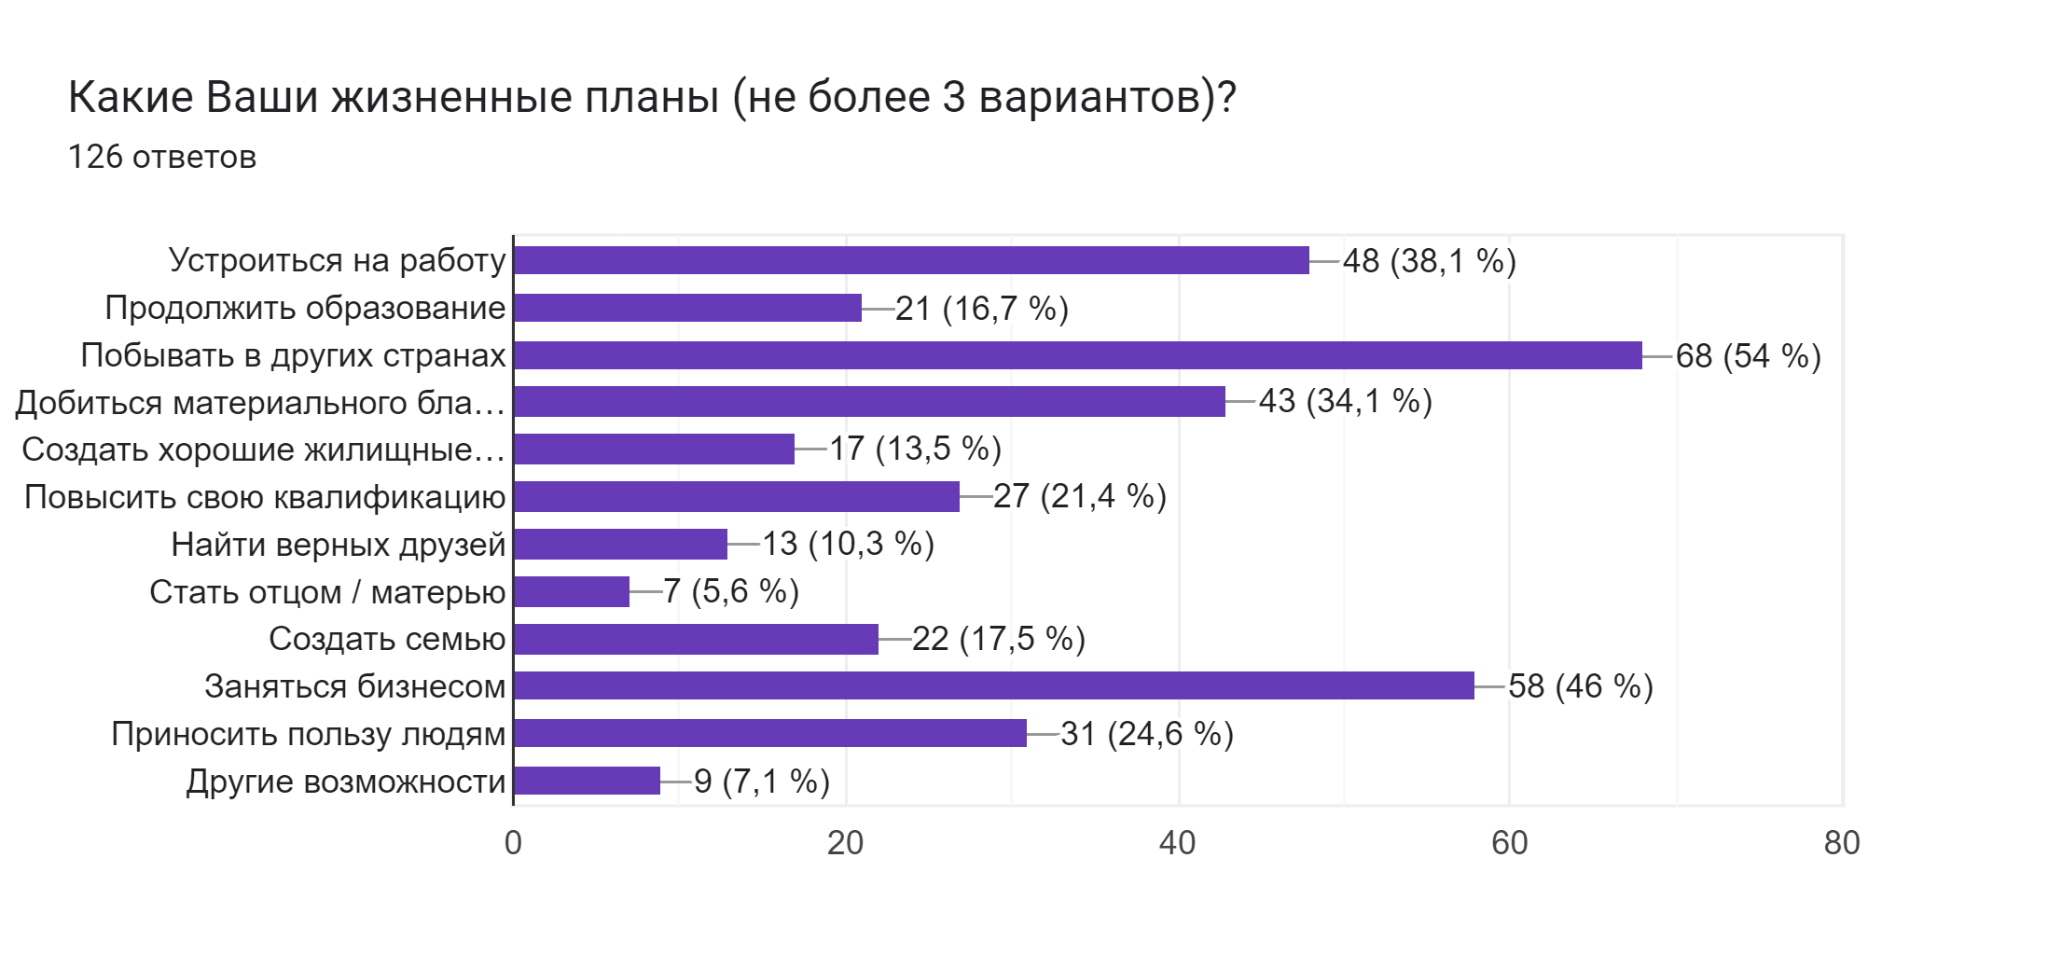 Какие Ваши жизненные планы (не более 3 вариантов)?
126 ответов
Устроиться на работу 48 (38,1 %)
Продолжить образование 21 (16,7 %)
Побывать в других странах 68 (54 %)
Добиться материального бла… 43 (34,1 %)
Создать хорошие жилищные… 17 (13,5 %)
Повысить свою квалификацию 27 (21,4 %)
Найти верных друзей 13 (10,3 %)
Стать отцом / матерью 7 (5,6 %)
Создать семью 22 (17,5 %)
Заняться бизнесом 58 (46 %)
Приносить пользу людям 31 (24,6 %)
Другие возможности 9 (7,1 %)
0 20 40 60 80